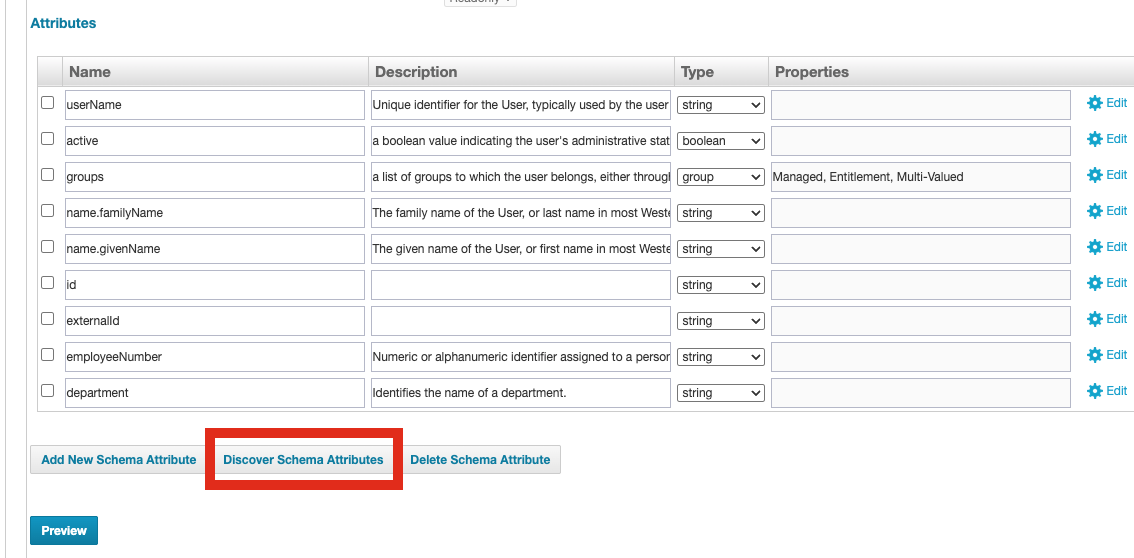 Readonly
Attributes
Name Description Type Properties
userName Unique identifier for the User, typically used by the user string Edit
active a boolean value indicating the user's administrative stat boolean Edit
groups a list of groups to which the user belongs, either through group Managed, Entitlement, Multi-Valued Edit
name.familyName The family name of the User, or last name in most Weste string Edit
name.givenName The given name of the User, or first name in most Weste string Edit
id string Edit
externalId string Edit
employeeNumber Numeric or alphanumeric identifier assigned to a person string Edit
department Identifies the name of a department. string Edit
Add New Schema Attribute Discover Schema Attributes Delete Schema Attribute
Preview